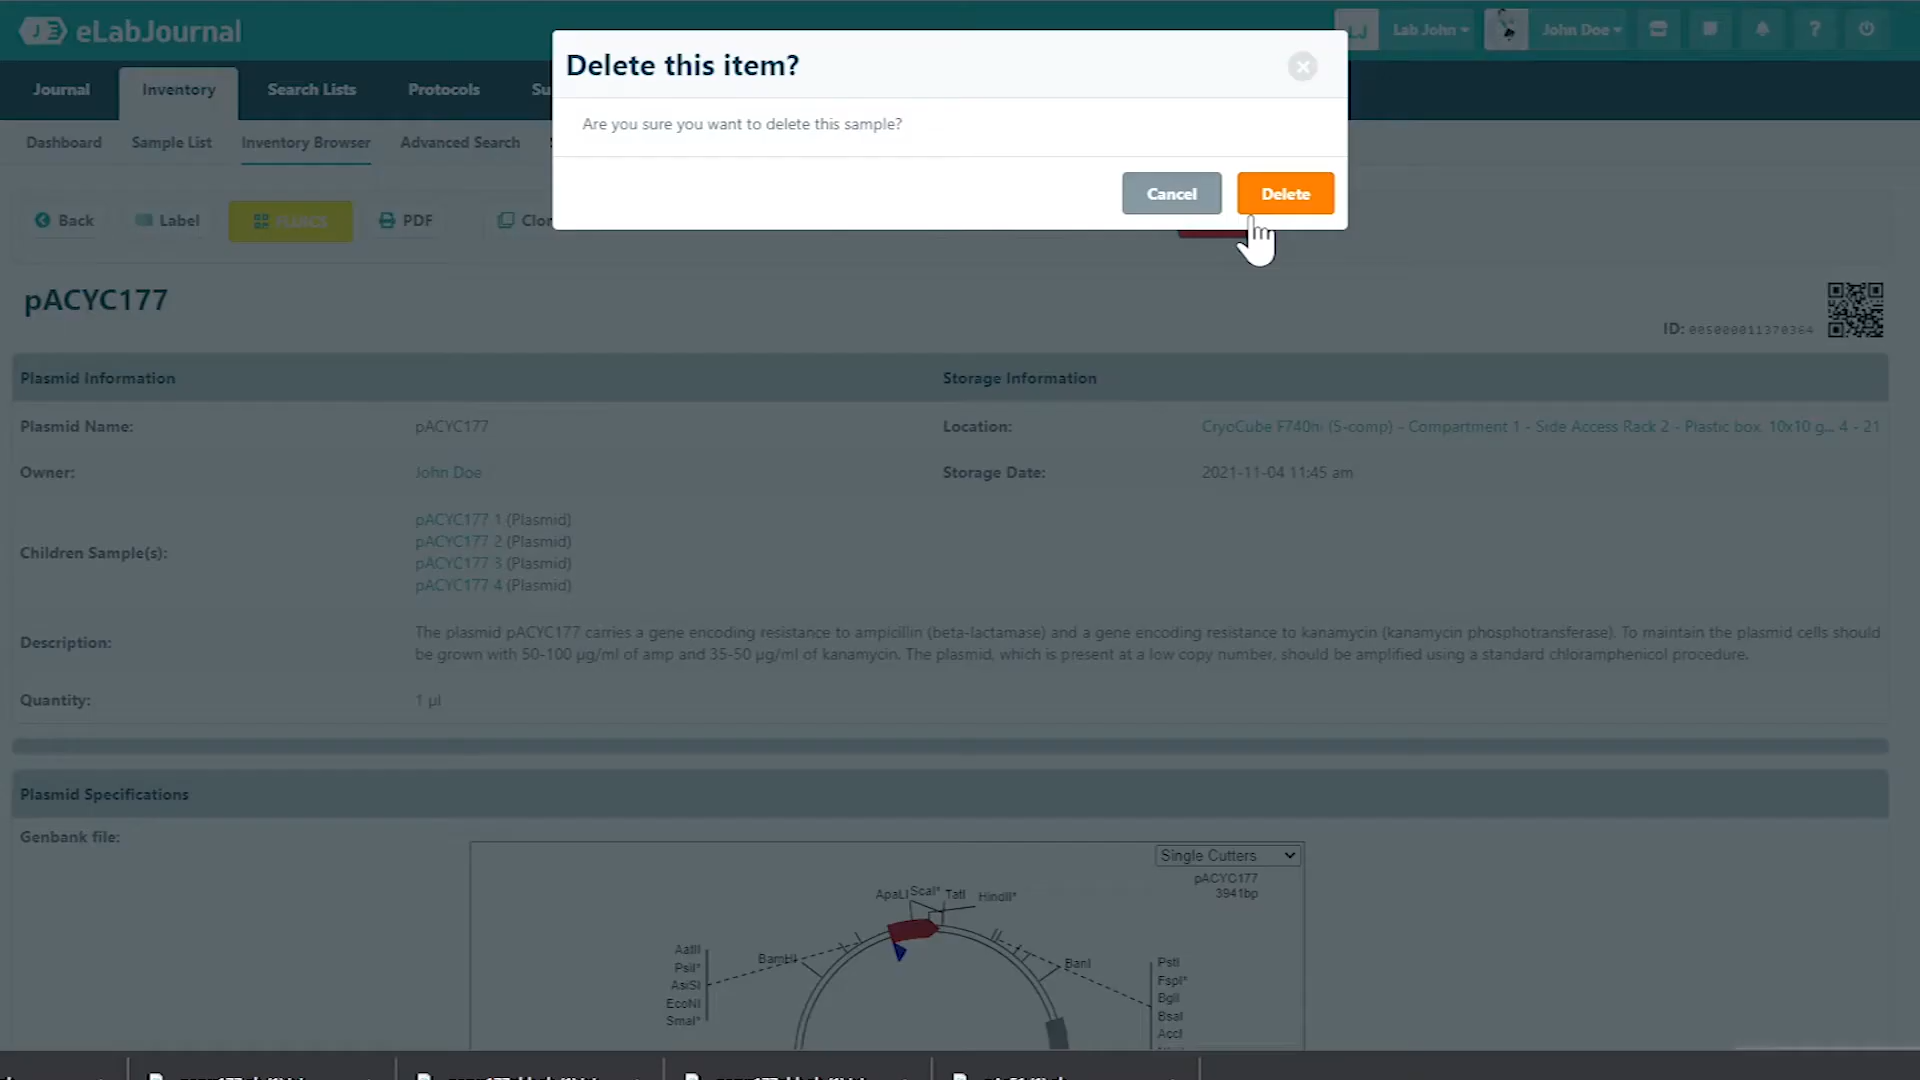 eLabJournal
Lab John
John Doe
?
Delete this item?
Are you sure you want to delete this sample?
Cancel
Delete
Journal
Inventory
Search Lists
Protocols
Su
Dashboard
Sample List
Inventory Browser
Advanced Search
Back
Label
PDF
Clon
pACYC177
ID: 005000011370364
Plasmid Information
Storage Information
Plasmid Name:
pACYC177
Location:
CryoCube F740hi (5-comp) - Compartment 1 - Side Access Rack 2 - Plastic box. 10x10 g... 4 - 21
Owner:
John Doe
Storage Date:
2021-11-04 11:45 am
Children Sample(s):
pACYC177 1 (Plasmid)
pACYC177 2 (Plasmid)
pACYC177 3 (Plasmid)
pACYC177 4 (Plasmid)
Description:
The plasmid pACYC177 carries a gene encoding resistance to ampicillin (beta-lactamase) and a gene encoding resistance to kanamycin (kanamycin phosphotransferase). To maintain the plasmid cells should
be grown with 50-100 µg/ml of amp and 35-50 µg/ml of kanamycin. The plasmid, which is present at a low copy number, should be amplified using a standard chloramphenicol procedure.
Quantity:
1 µl
Plasmid Specifications
Genbank file:
Single Cutters
pACYC177
3941bp
ApaLI
ScaI*
TatI
HindII*
AatII
PsiI*
AsiSI
EcoNI
SmaI*
BamHI
BanI
PstI
FspI*
BglI
BsaI
AccI